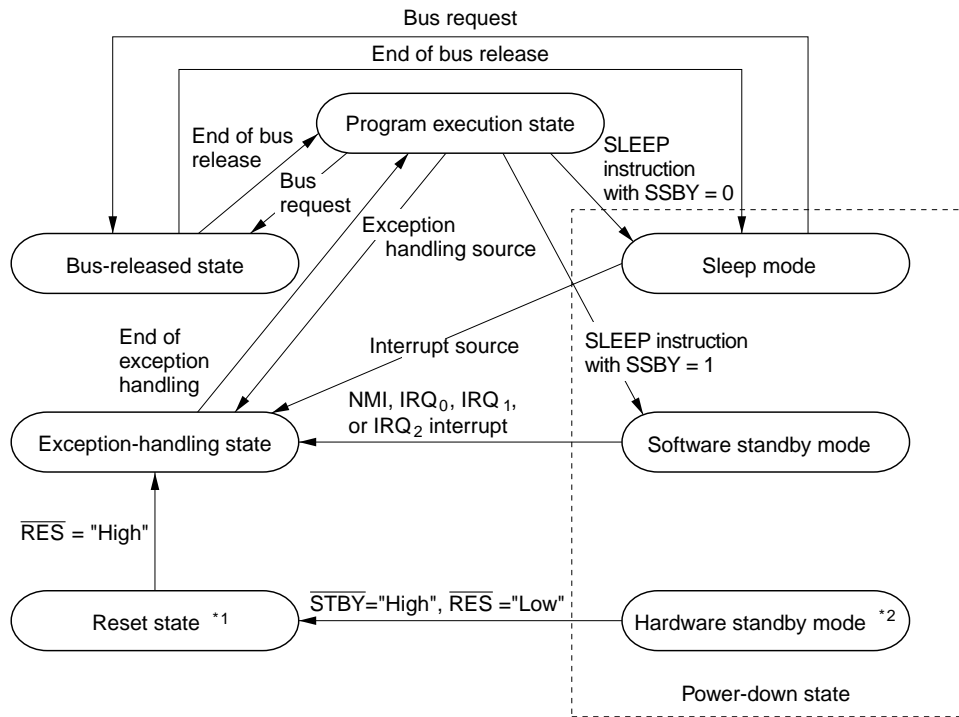 Bus request
End of bus release
Program execution state
End of bus
release
SLEEP
instruction
with SSBY = 0
Bus
request
Exception
handling source
Bus-released state
Sleep mode
End of
exception
handling
Interrupt source
SLEEP instruction
with SSBY = 1
NMI, IRQ0, IRQ1,
or IRQ2 interrupt
Exception-handling state
Software standby mode
RES = "High"
STBY="High", RES ="Low"
Reset state *1
Hardware standby mode *2
Power-down state